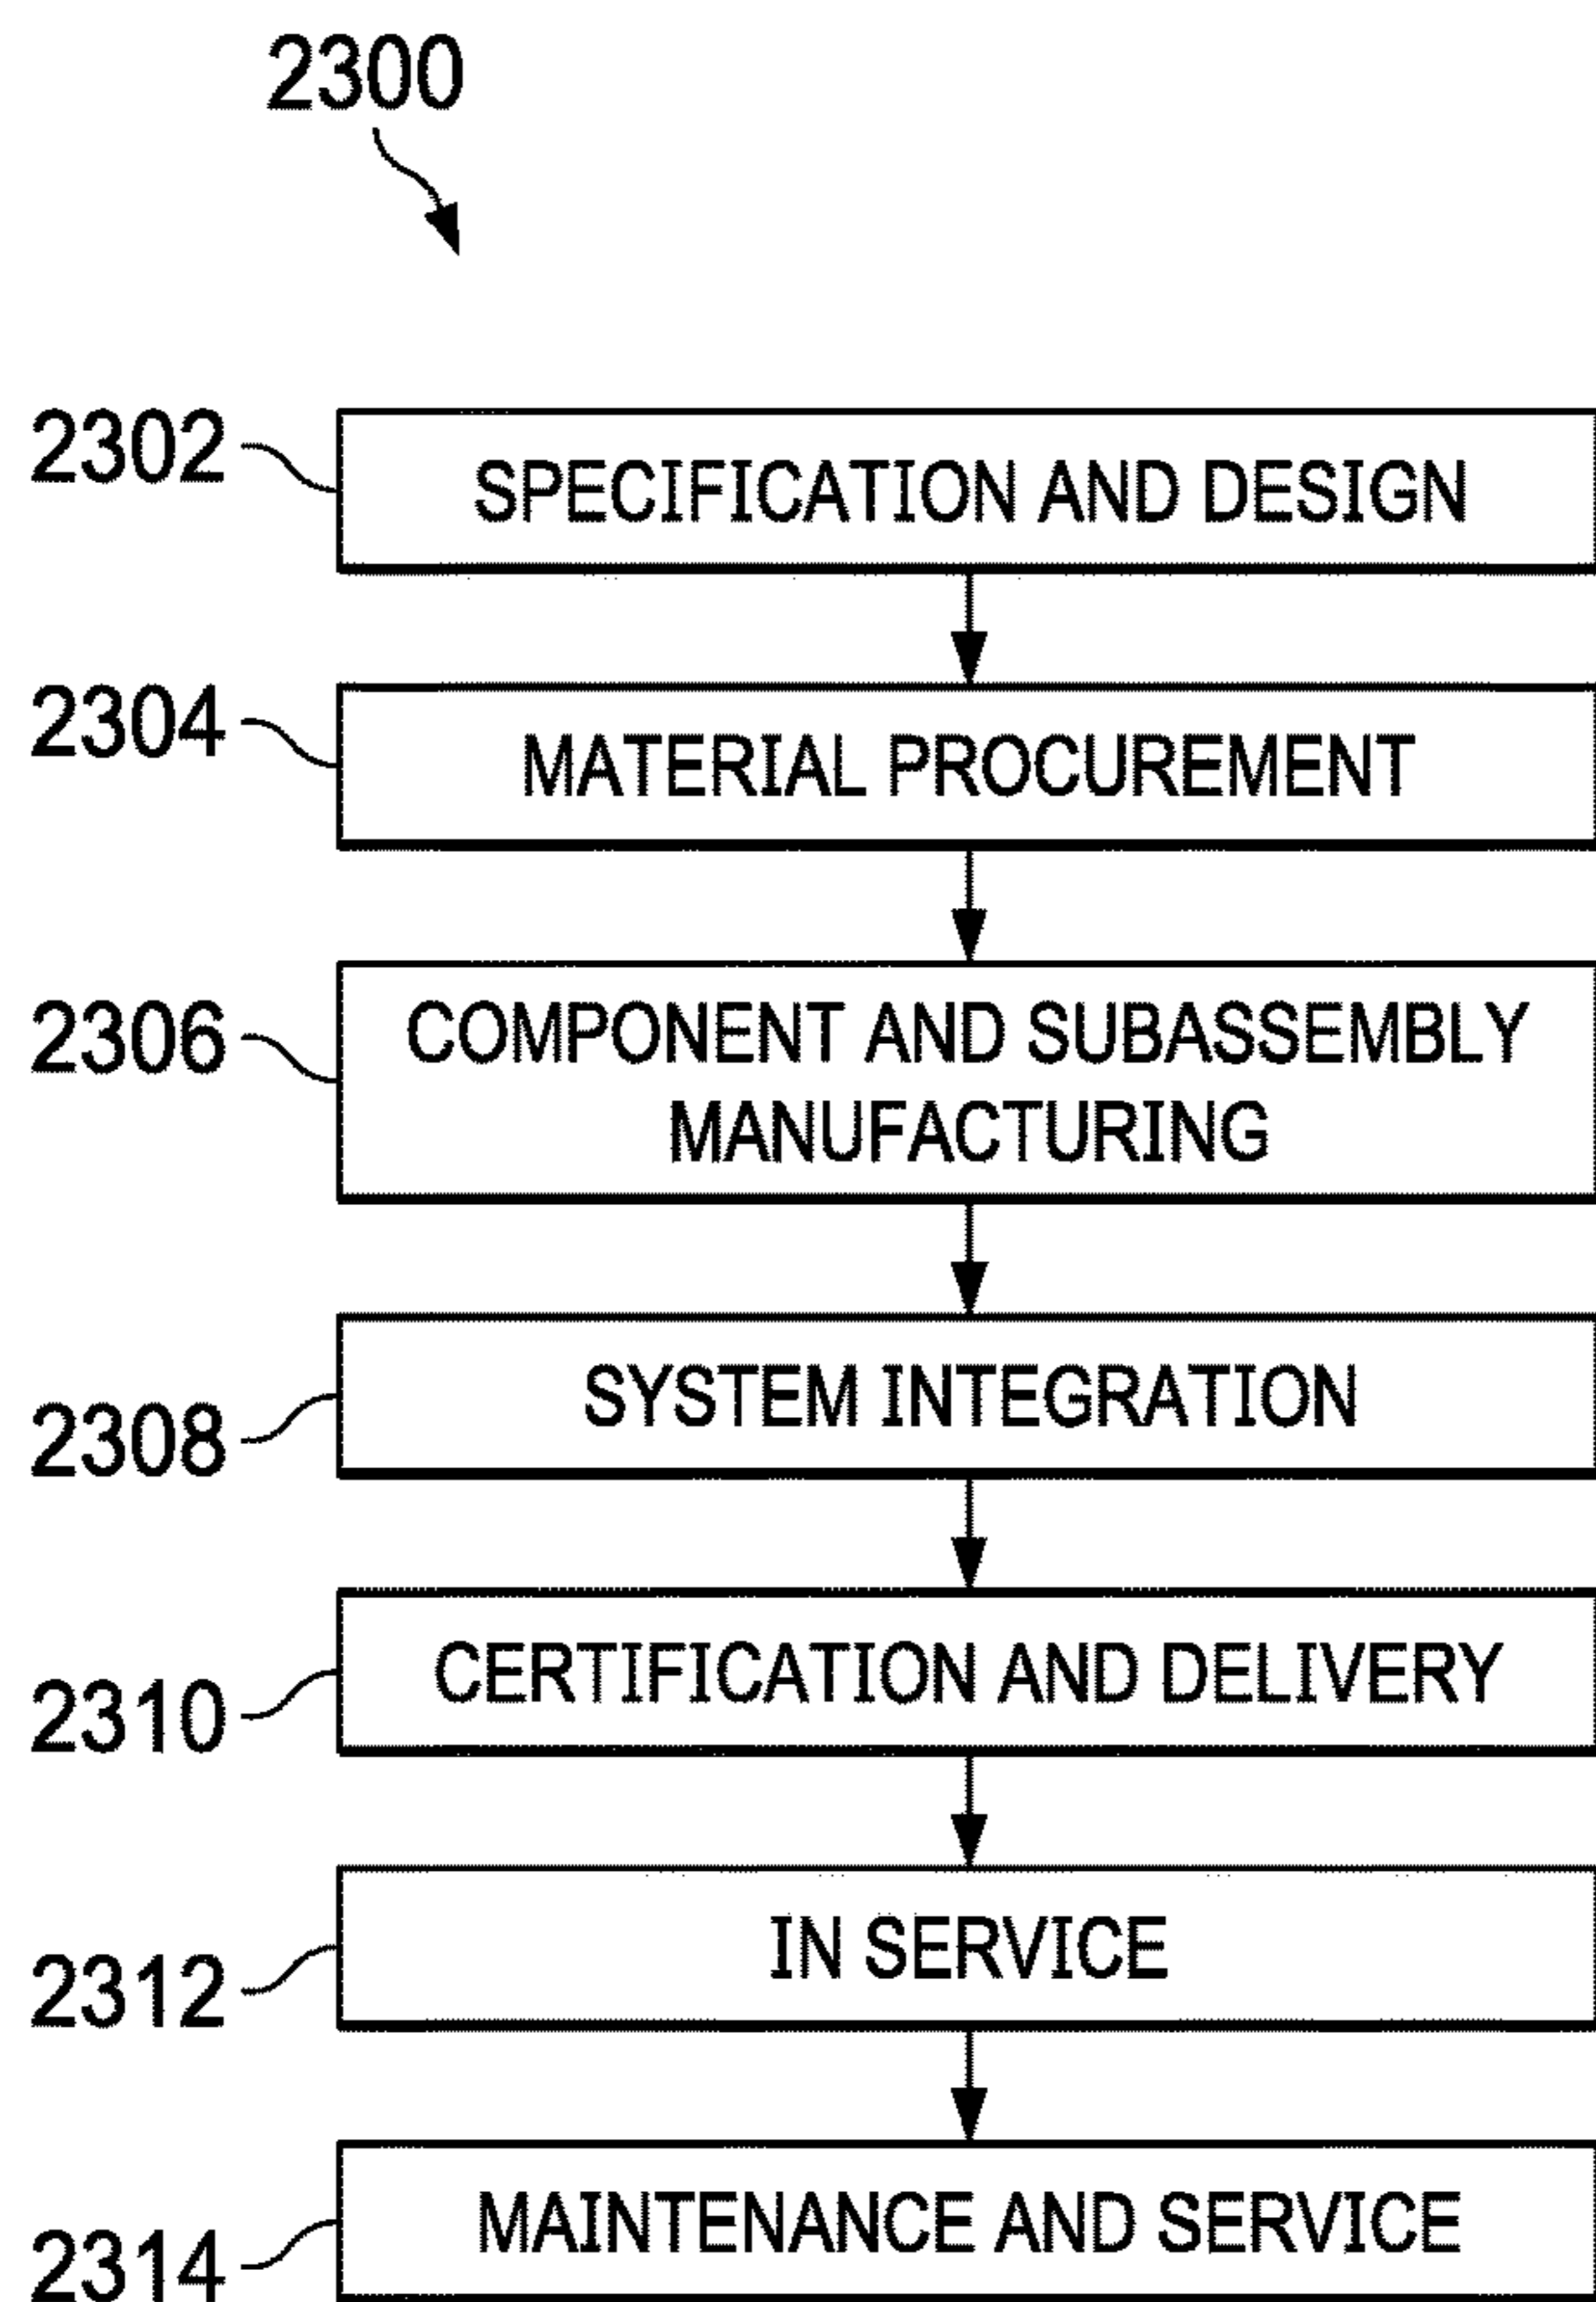 2300
2302
SPECIFICATION AND DESIGN
2304
MATERIAL PROCUREMENT
2306
COMPONENT AND SUBASSEMBLY
MANUFACTURING
2308
SYSTEM INTEGRATION
2310
CERTIFICATION AND DELIVERY
2312
IN SERVICE
2314
MAINTENANCE AND SERVICE